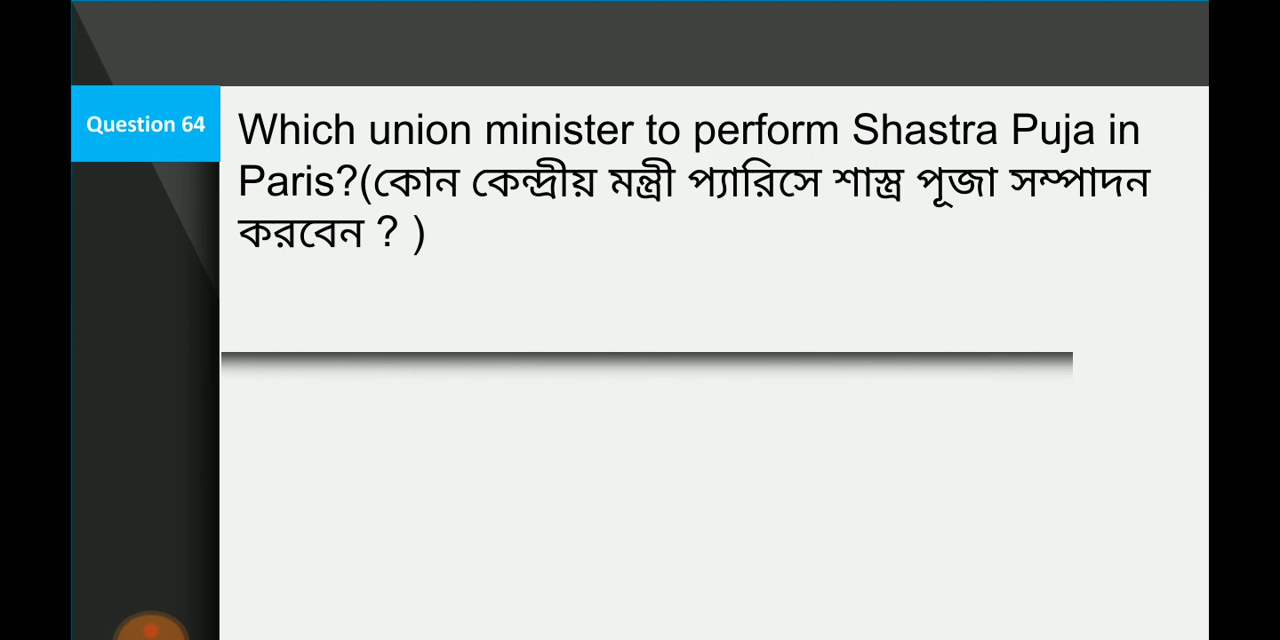 Question 64
Which union minister to perform Shastra Puja in
Paris?(কোন কেন্দ্রীয় মন্ত্রী প্যারিসে শাস্ত্র পূজা সম্পাদন
করবেন ? )